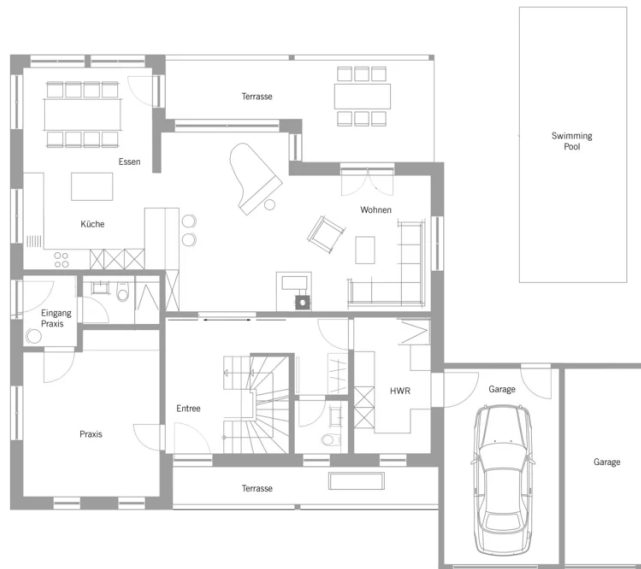 Terrasse
Essen
Swimming
Pool
Küche
Wohnen
Eingang
Praxis
Entree
HWR
Garage
Praxis
Garage
Terrasse